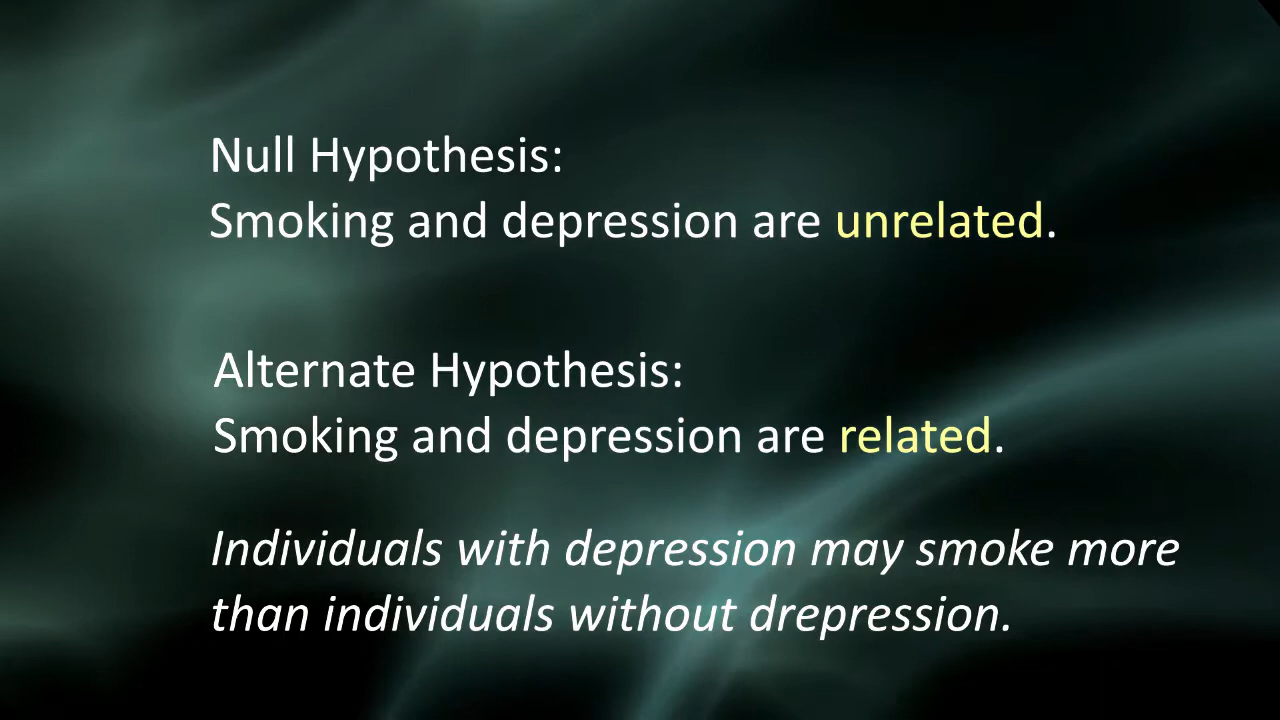 Null Hypothesis:
Smoking and depression are unrelated.
Alternate Hypothesis:
Smoking and depression are related.
Individuals with depression may smoke more
than individuals without drepression.